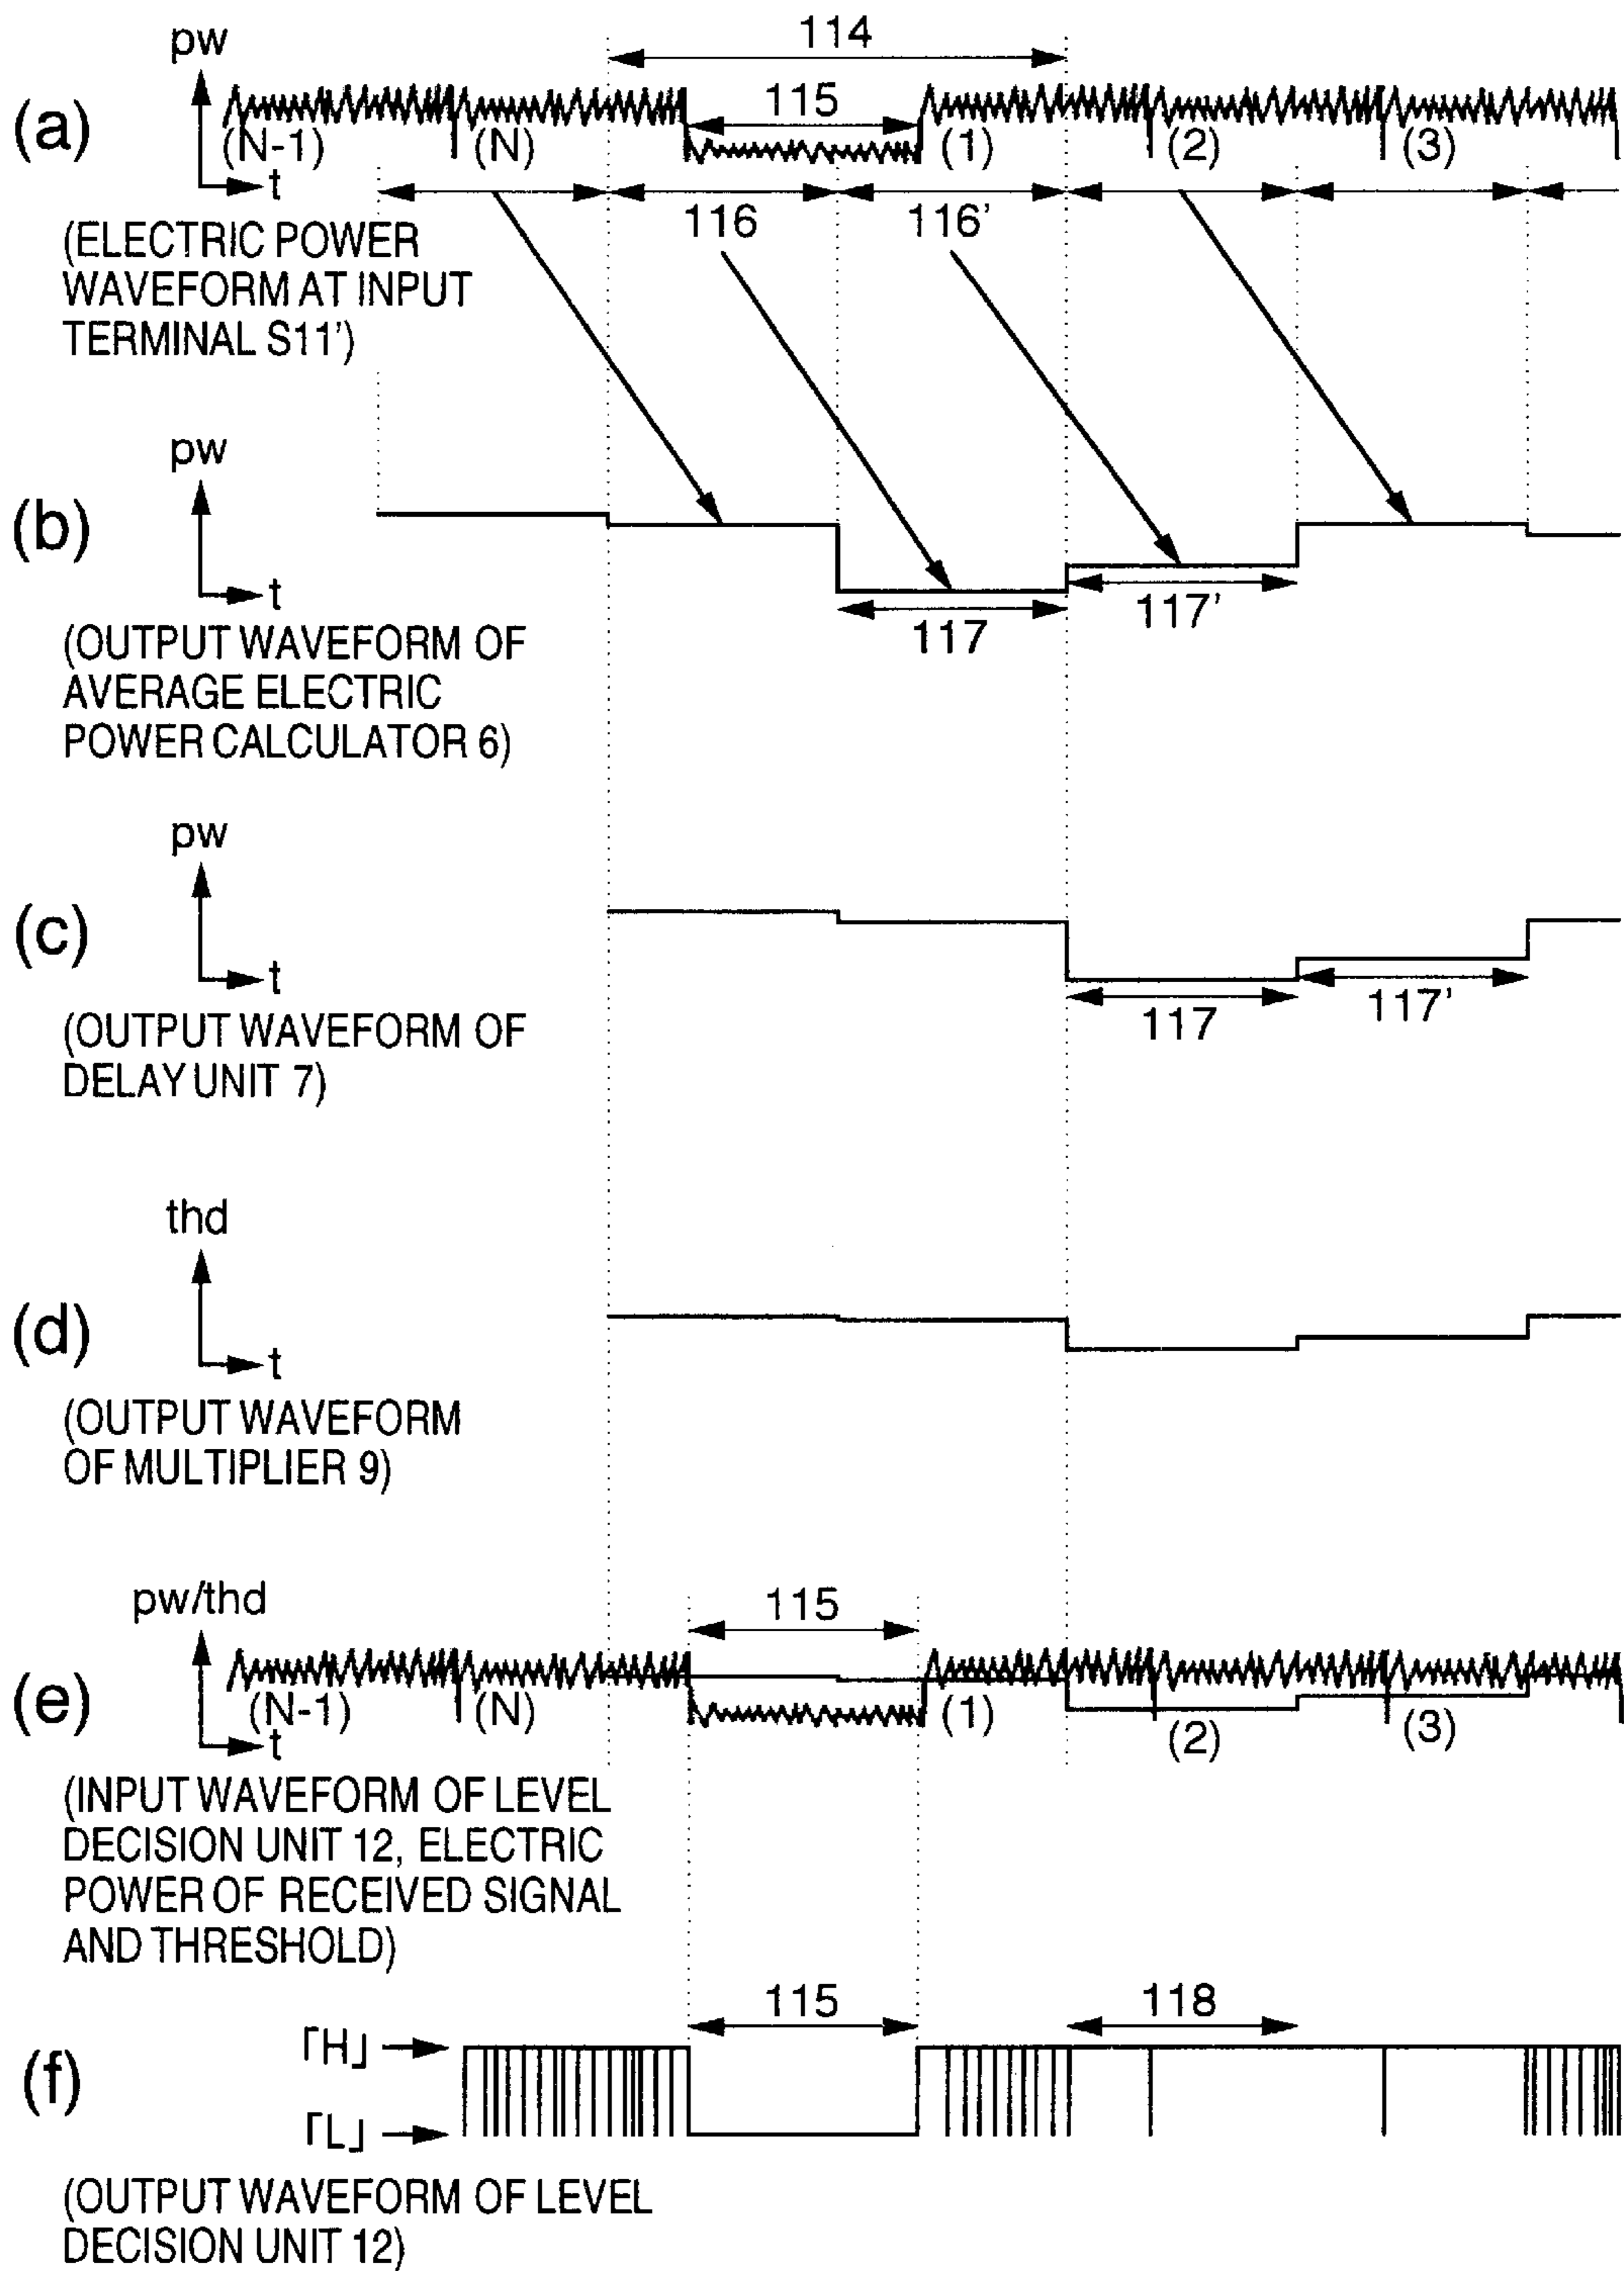 pw
114
(a)
115
(N-1)
(N)
(1)
(2)
(3)
t
116
116'
(ELECTRIC POWER
WAVEFORM AT INPUT
TERMINAL S11')
pw
(b)
t
117
117'
(OUTPUT WAVEFORM OF
AVERAGE ELECTRIC
POWER CALCULATOR 6)
pw
(c)
t
117
117'
(OUTPUT WAVEFORM OF
DELAY UNIT 7)
thd
(d)
t
(OUTPUT WAVEFORM
OF MULTIPLIER 9)
pw/thd
115
(e)
(N-1)
(N)
(1)
(2)
(3)
t
(INPUT WAVEFORM OF LEVEL
DECISION UNIT 12, ELECTRIC
POWER OF RECEIVED SIGNAL
AND THRESHOLD)
115
118
(f)
「H」
「L」
(OUTPUT WAVEFORM OF LEVEL
DECISION UNIT 12)